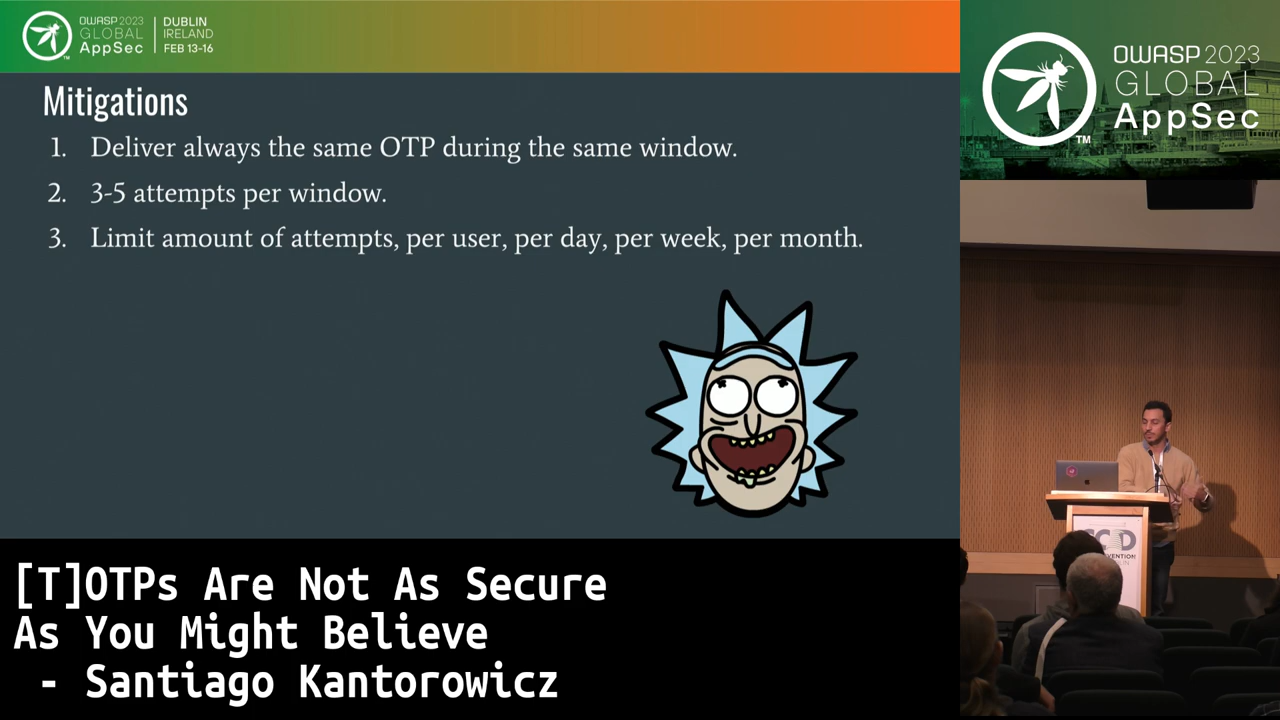 OWASP 2023
GLOBAL
AppSec
DUBLIN
IRELAND
FEB 13-16
TM
Mitigations
1. Deliver always the same OTP during the same window.
2. 3-5 attempts per window.
3. Limit amount of attempts, per user, per day, per week, per month.
OWASP 2023
GLOBAL
AppSec
TM
[T]OTPs Are Not As Secure
As You Might Believe
- Santiago Kantorowicz